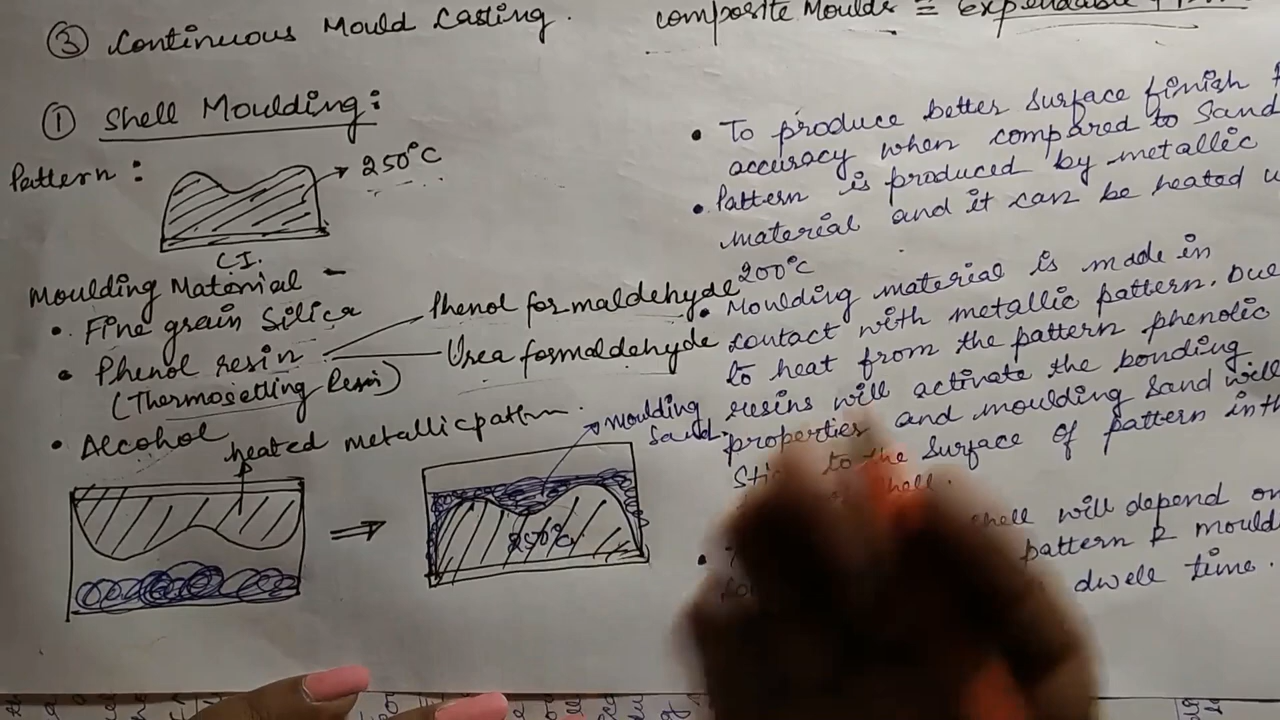 ③ Continuous Mould Casting.
Composite Moulds = Expendable
① Shell Moulding:
Pattern:
250°C
C.I.
Moulding Material -
• Fine grain Silica
• Phenol resin
(Thermosetting Resin)
Phenol formaldehyde
Urea formaldehyde
• Alcohol
heated metallic pattern.
moulding
sand.
250°C
• To produce better surface finish
accuracy when compared to Sand
• Pattern is produced by metallic
material and it can be heated
200°C
• Moulding material is made in
contact with metallic pattern. Due
to heat from the pattern phenolic
resins will activate the bonding
properties and moulding sand will
to the surface of pattern in
shell.
shell will depend on
pattern & mould
dwell time.